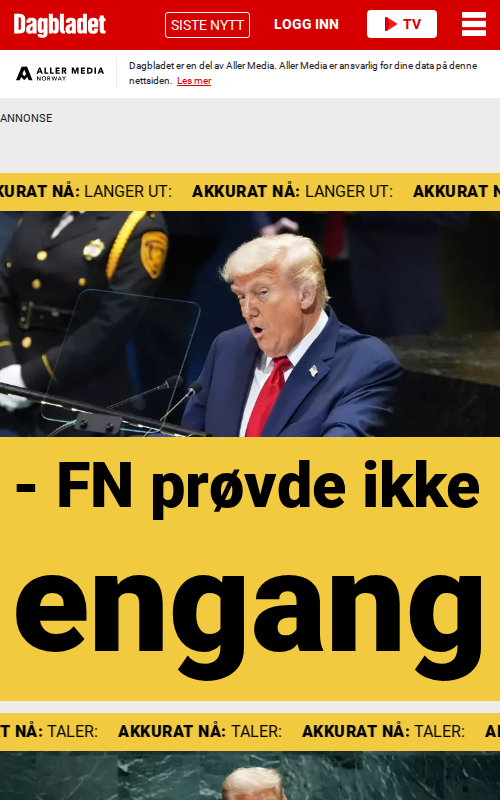 Dagbladet
SISTE NYTT
LOGG INN
TV
ALLER MEDIA
NORWAY
Dagbladet er en del av Aller Media. Aller Media er ansvarlig for dine data på denne
nettsiden. Les mer
ANNONSE
KURAT NÅ: LANGER UT: AKKURAT NÅ: LANGER UT: AKKURAT N
- FN prøvde ikke
engang
T NÅ: TALER: AKKURAT NÅ: TALER: AKKURAT NÅ: TALER: A